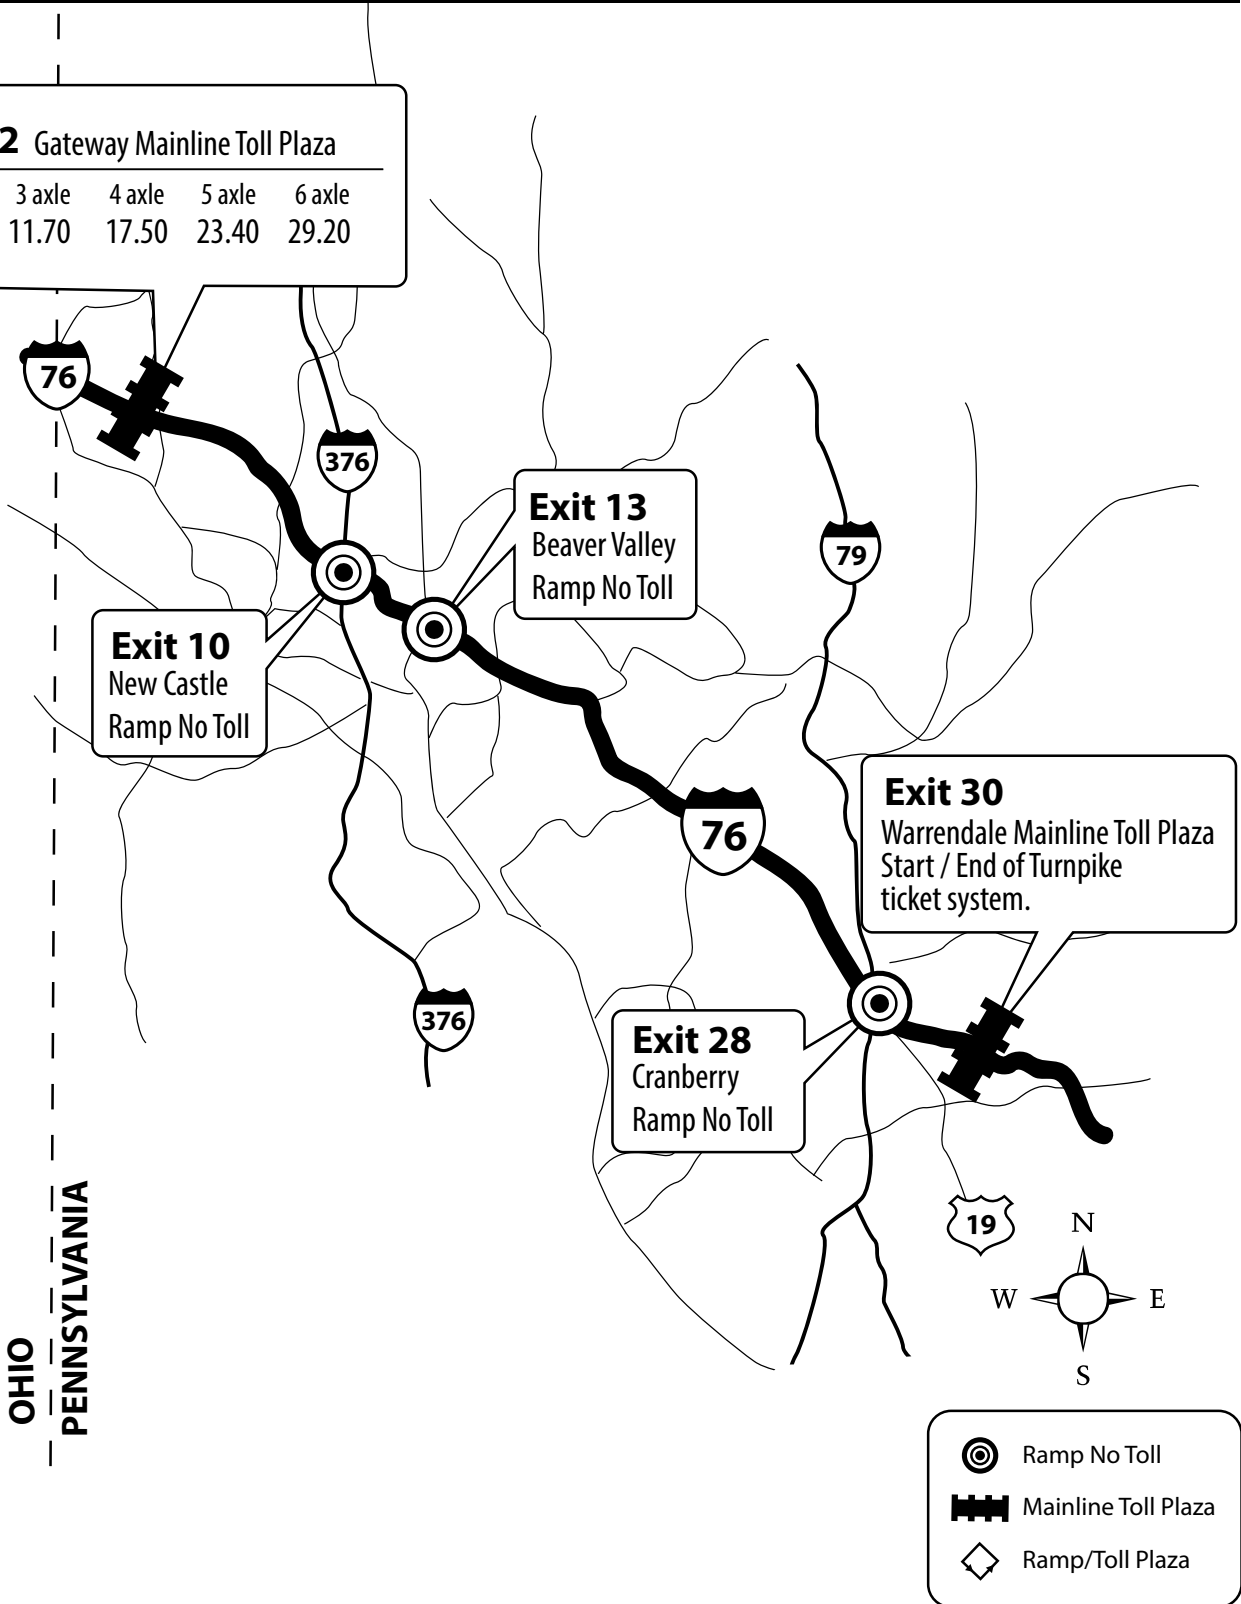 2 Gateway Mainline Toll Plaza
3 axle 4 axle 5 axle 6 axle
11.70 17.50 23.40 29.20
76
376
Exit 13
Beaver Valley
Ramp No Toll
79
Exit 10
New Castle
Ramp No Toll
76
Exit 30
Warrendale Mainline Toll Plaza
Start / End of Turnpike
ticket system.
376
Exit 28
Cranberry
Ramp No Toll
19
N
W E
S
OHIO
PENNSYLVANIA
Ramp No Toll
Mainline Toll Plaza
Ramp/Toll Plaza